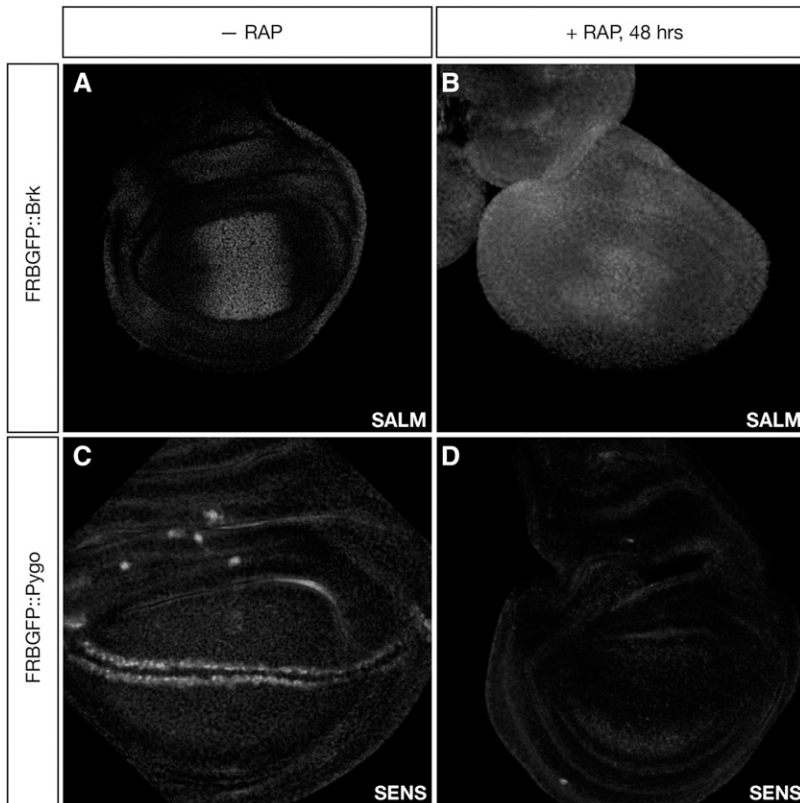 — RAP
+ RAP, 48 hrs
FRBGFP::Brk
A
SALM
B
SALM
FRBGFP::Pygo
C
SENS
D
SENS